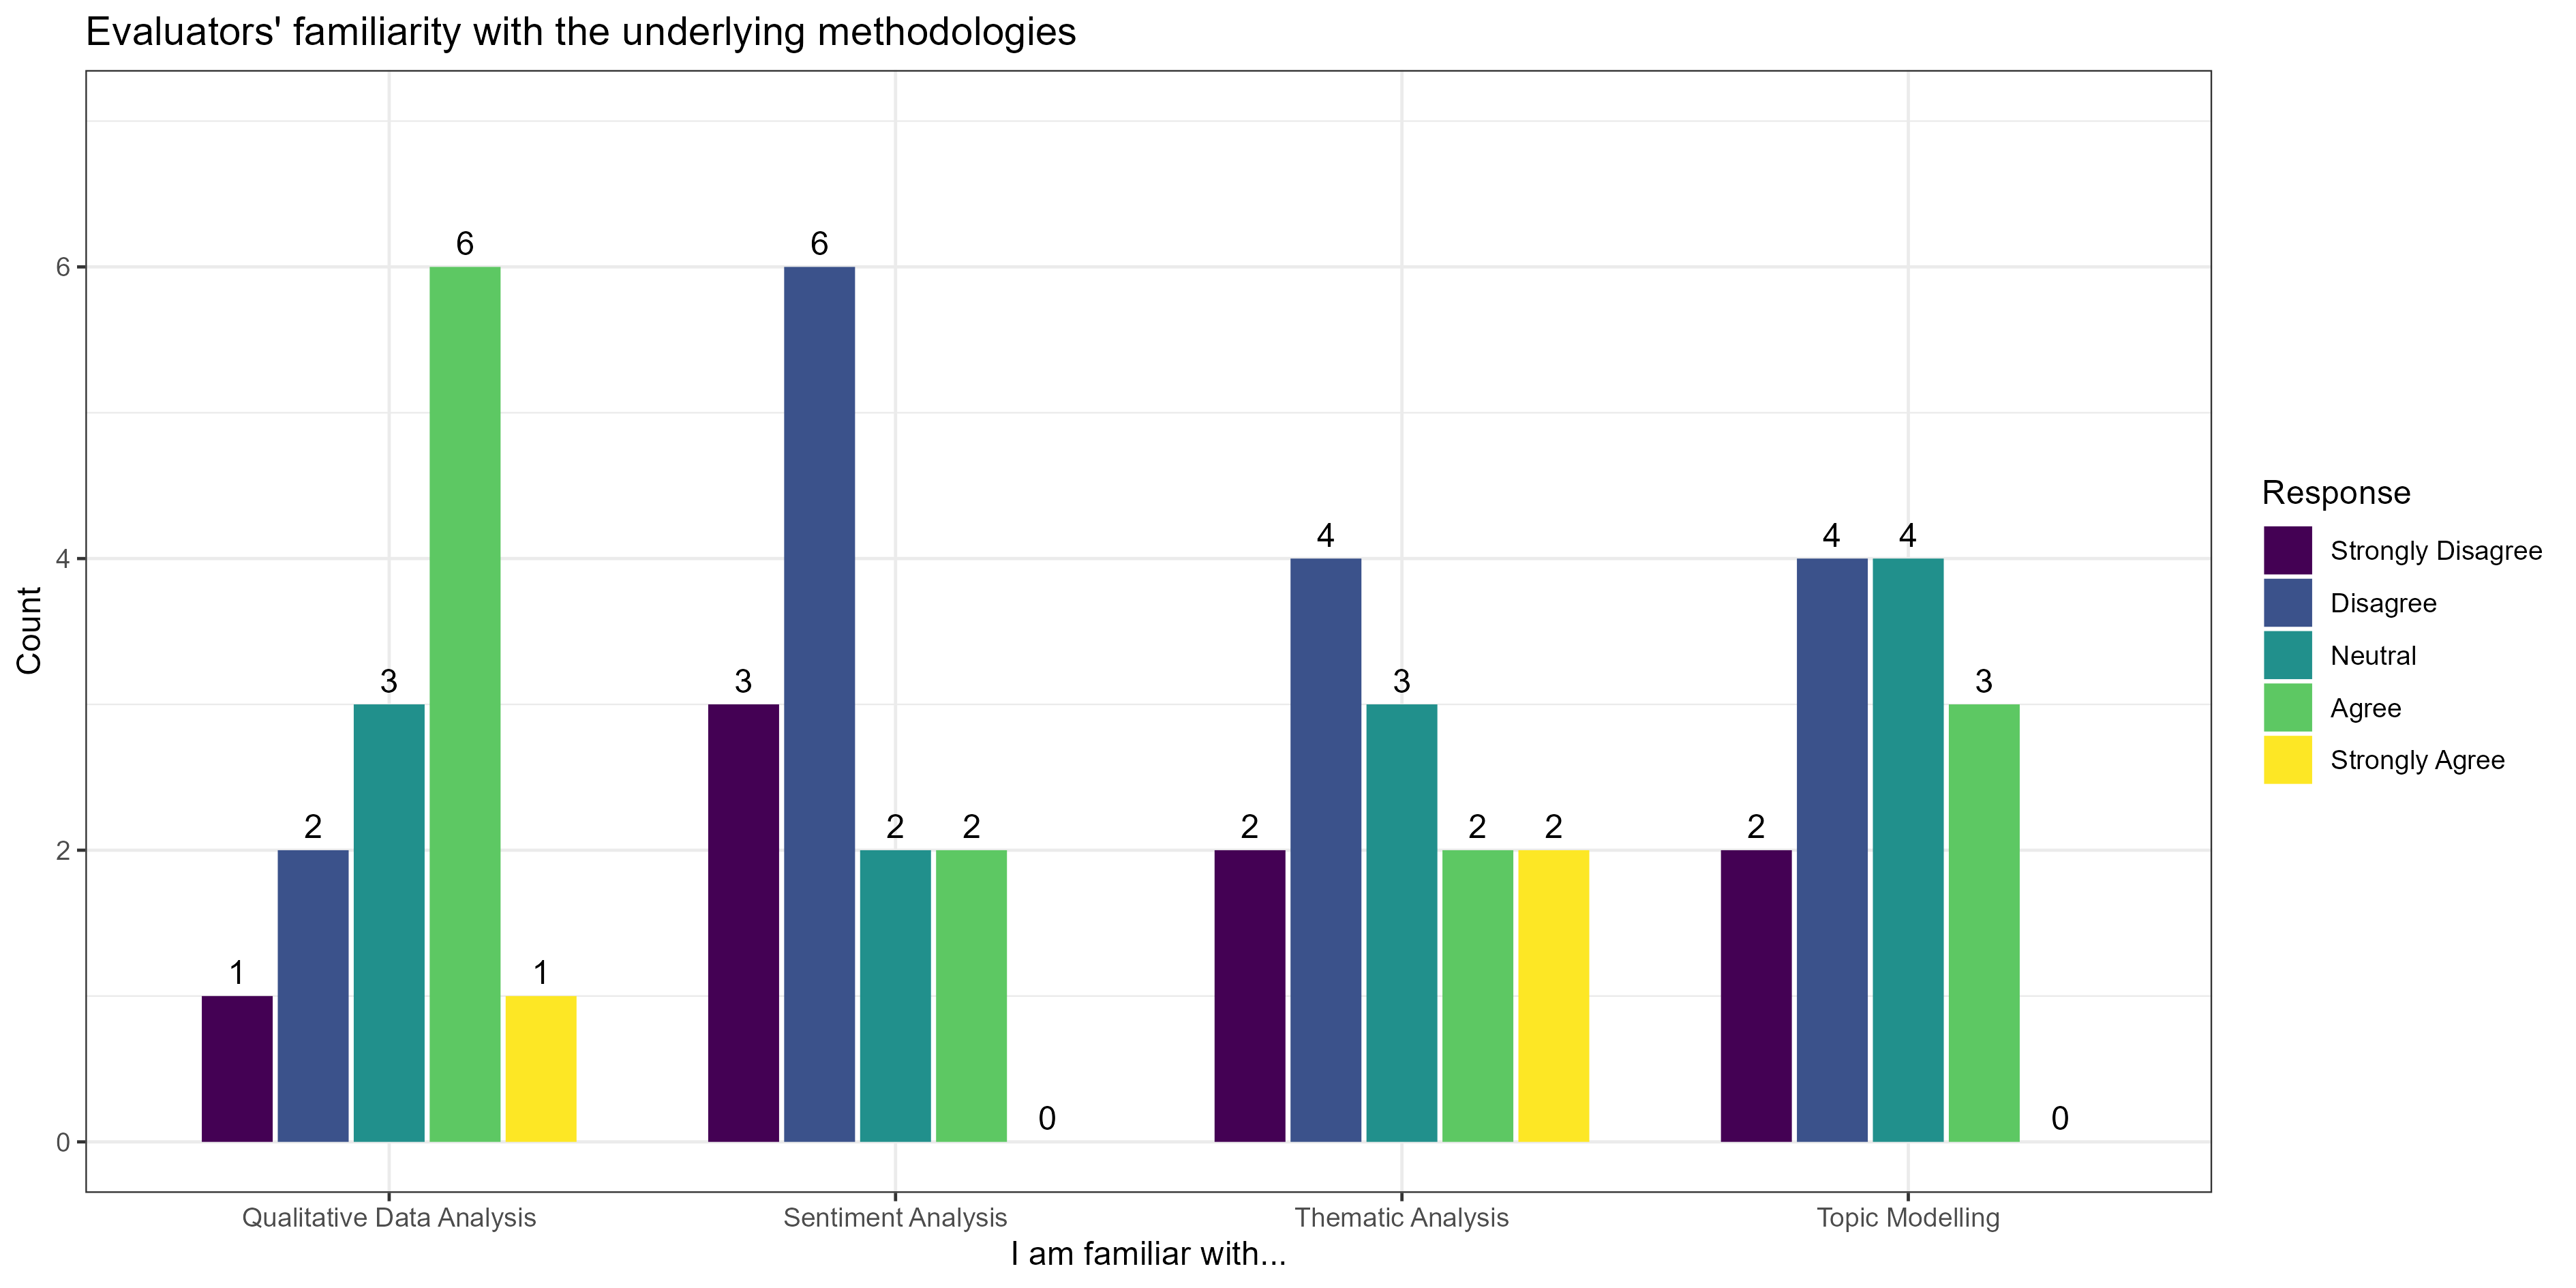 Evaluators' familiarity with the underlying methodologies
Count
6
4
2
0
1
2
3
6
1
3
6
2
2
0
2
4
3
2
2
2
4
4
3
0
Qualitative Data Analysis
Sentiment Analysis
Thematic Analysis
Topic Modelling
I am familiar with...
Response
Strongly Disagree
Disagree
Neutral
Agree
Strongly Agree